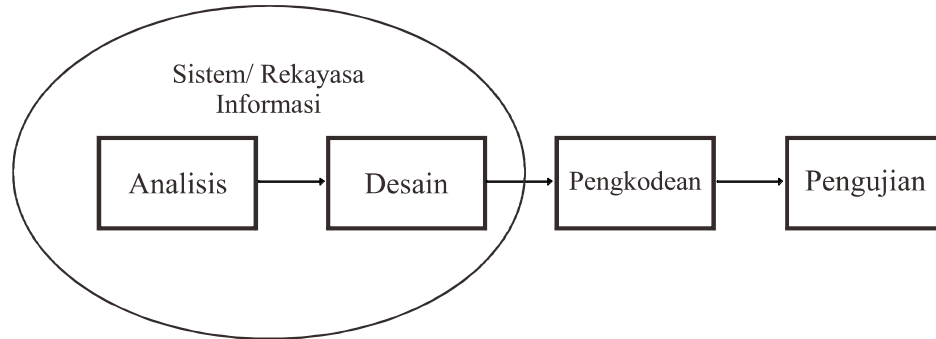 Sistem/ Rekayasa
Informasi
Analisis
Desain
Pengkodean
Pengujian